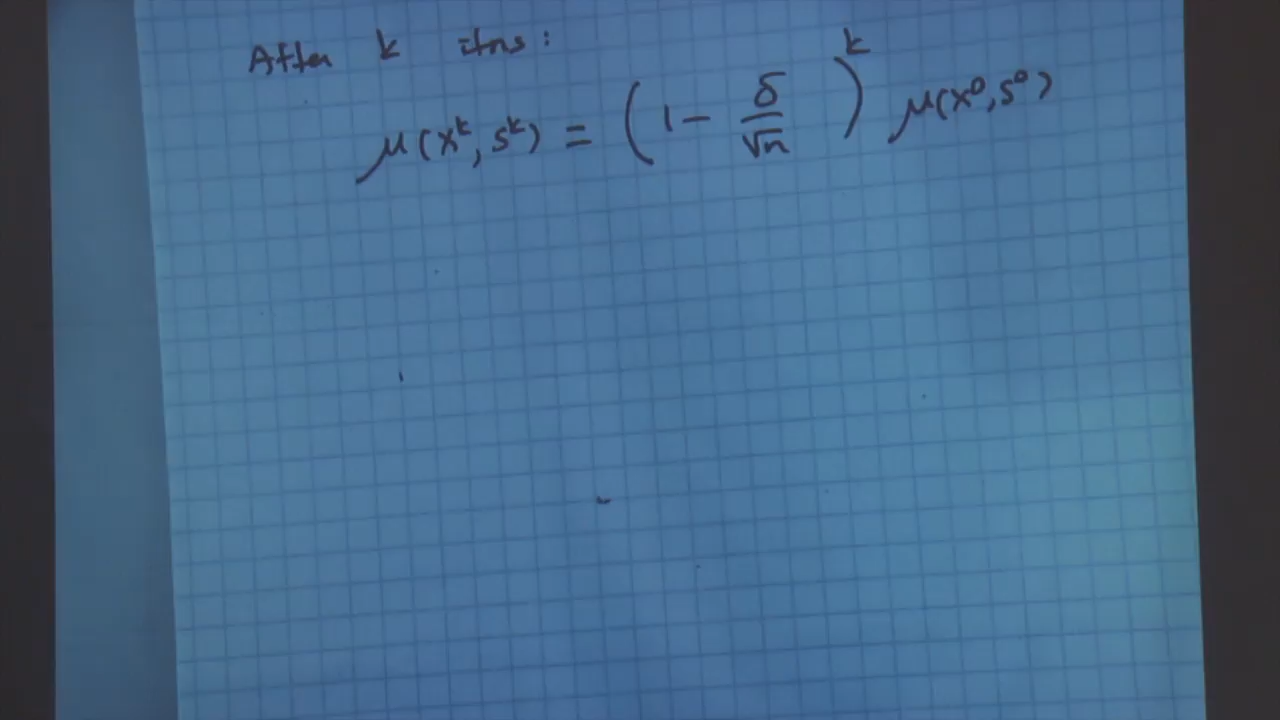 After k itns:
μ(x^k, s^k) = (1 - δ/√n)^k μ(x^0, s^0)